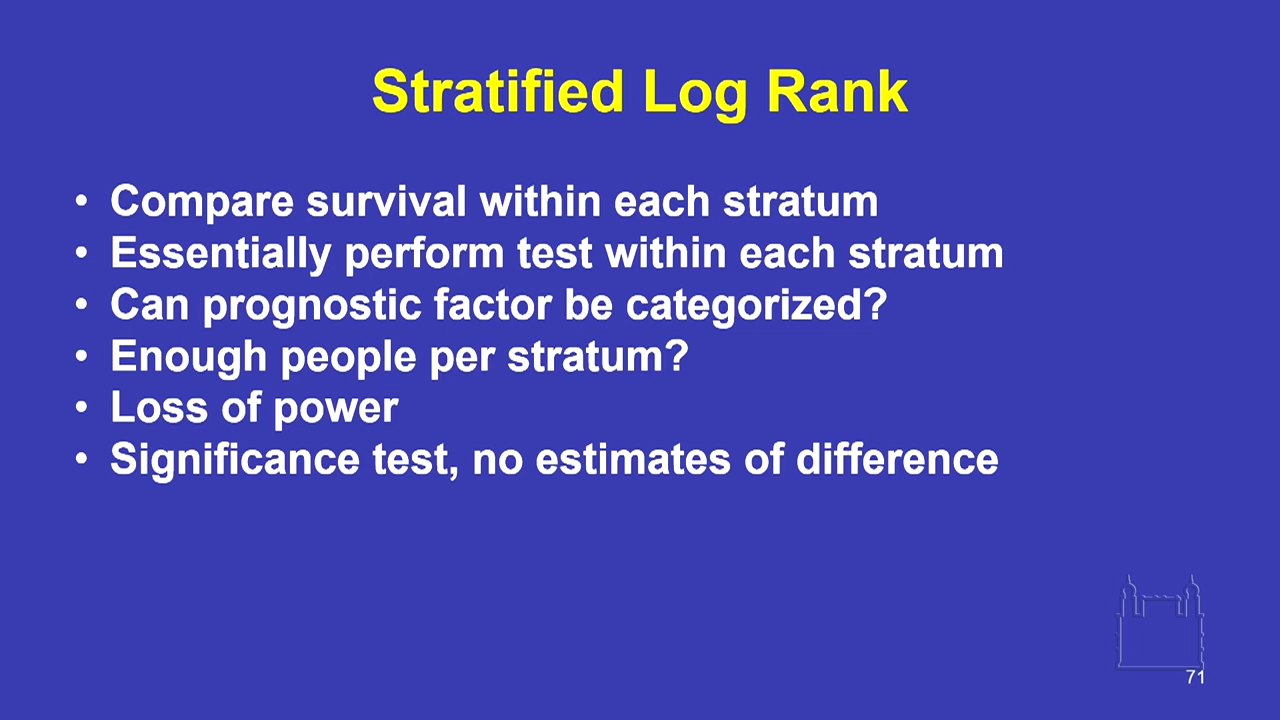 Stratified Log Rank
• Compare survival within each stratum
• Essentially perform test within each stratum
• Can prognostic factor be categorized?
• Enough people per stratum?
• Loss of power
• Significance test, no estimates of difference
71